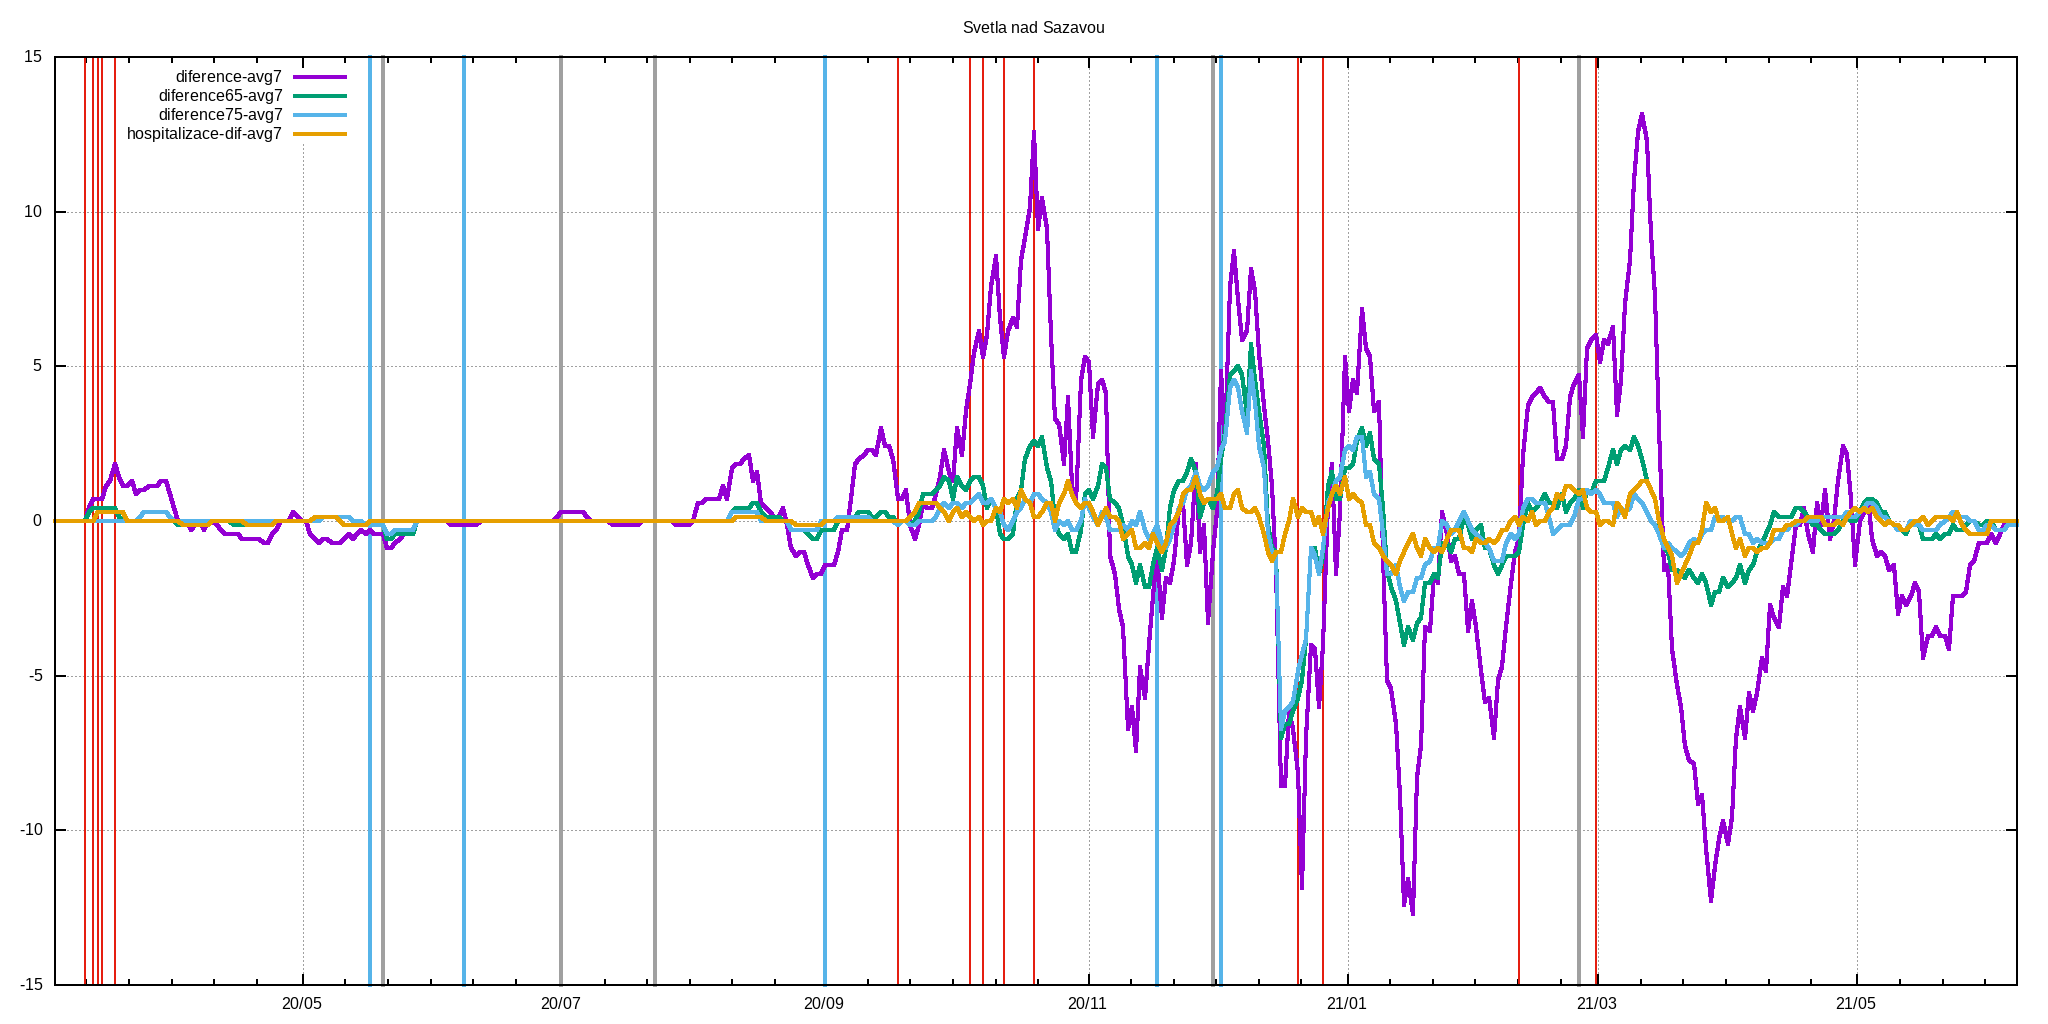 Svetla nad Sazavou
15
10
5
0
-5
-10
-15
diference-avg7
diference65-avg7
diference75-avg7
hospitalizace-dif-avg7
20/05
20/07
20/09
20/11
21/01
21/03
21/05